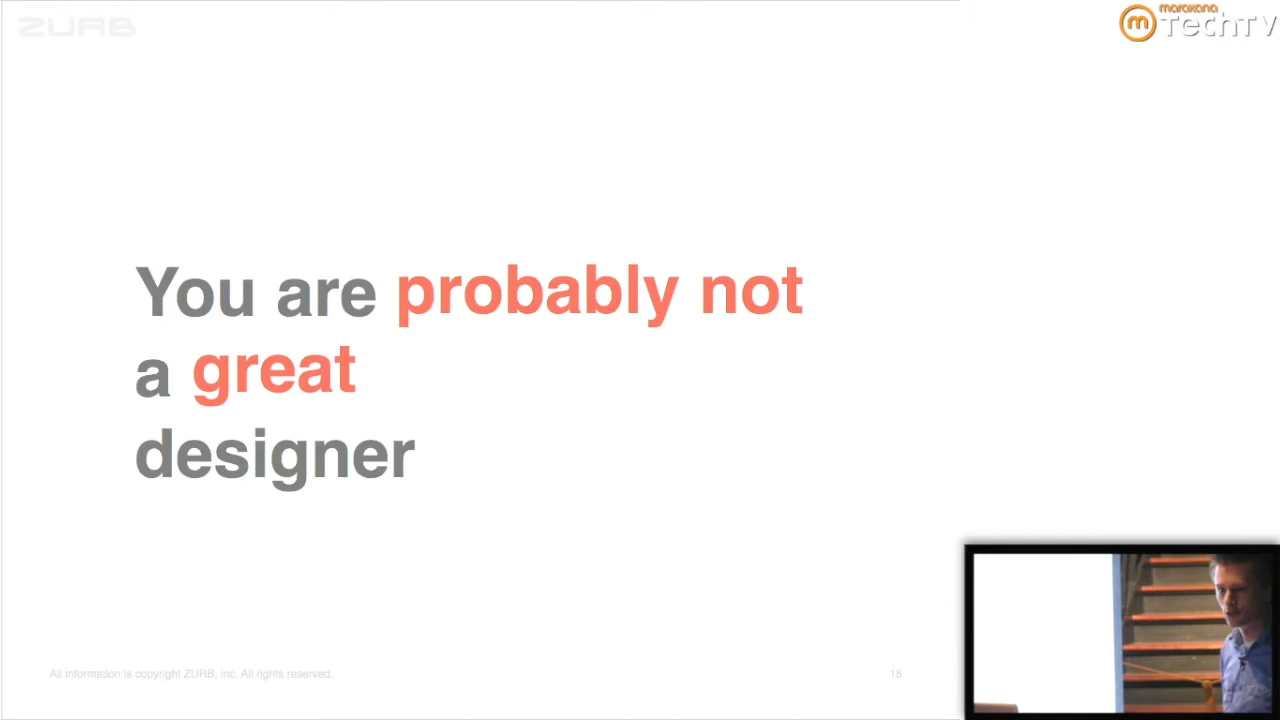 ZURB
marakana
m TechTV
You are probably not
a great
designer
All information is copyright ZURB, inc. All rights reserved.
18